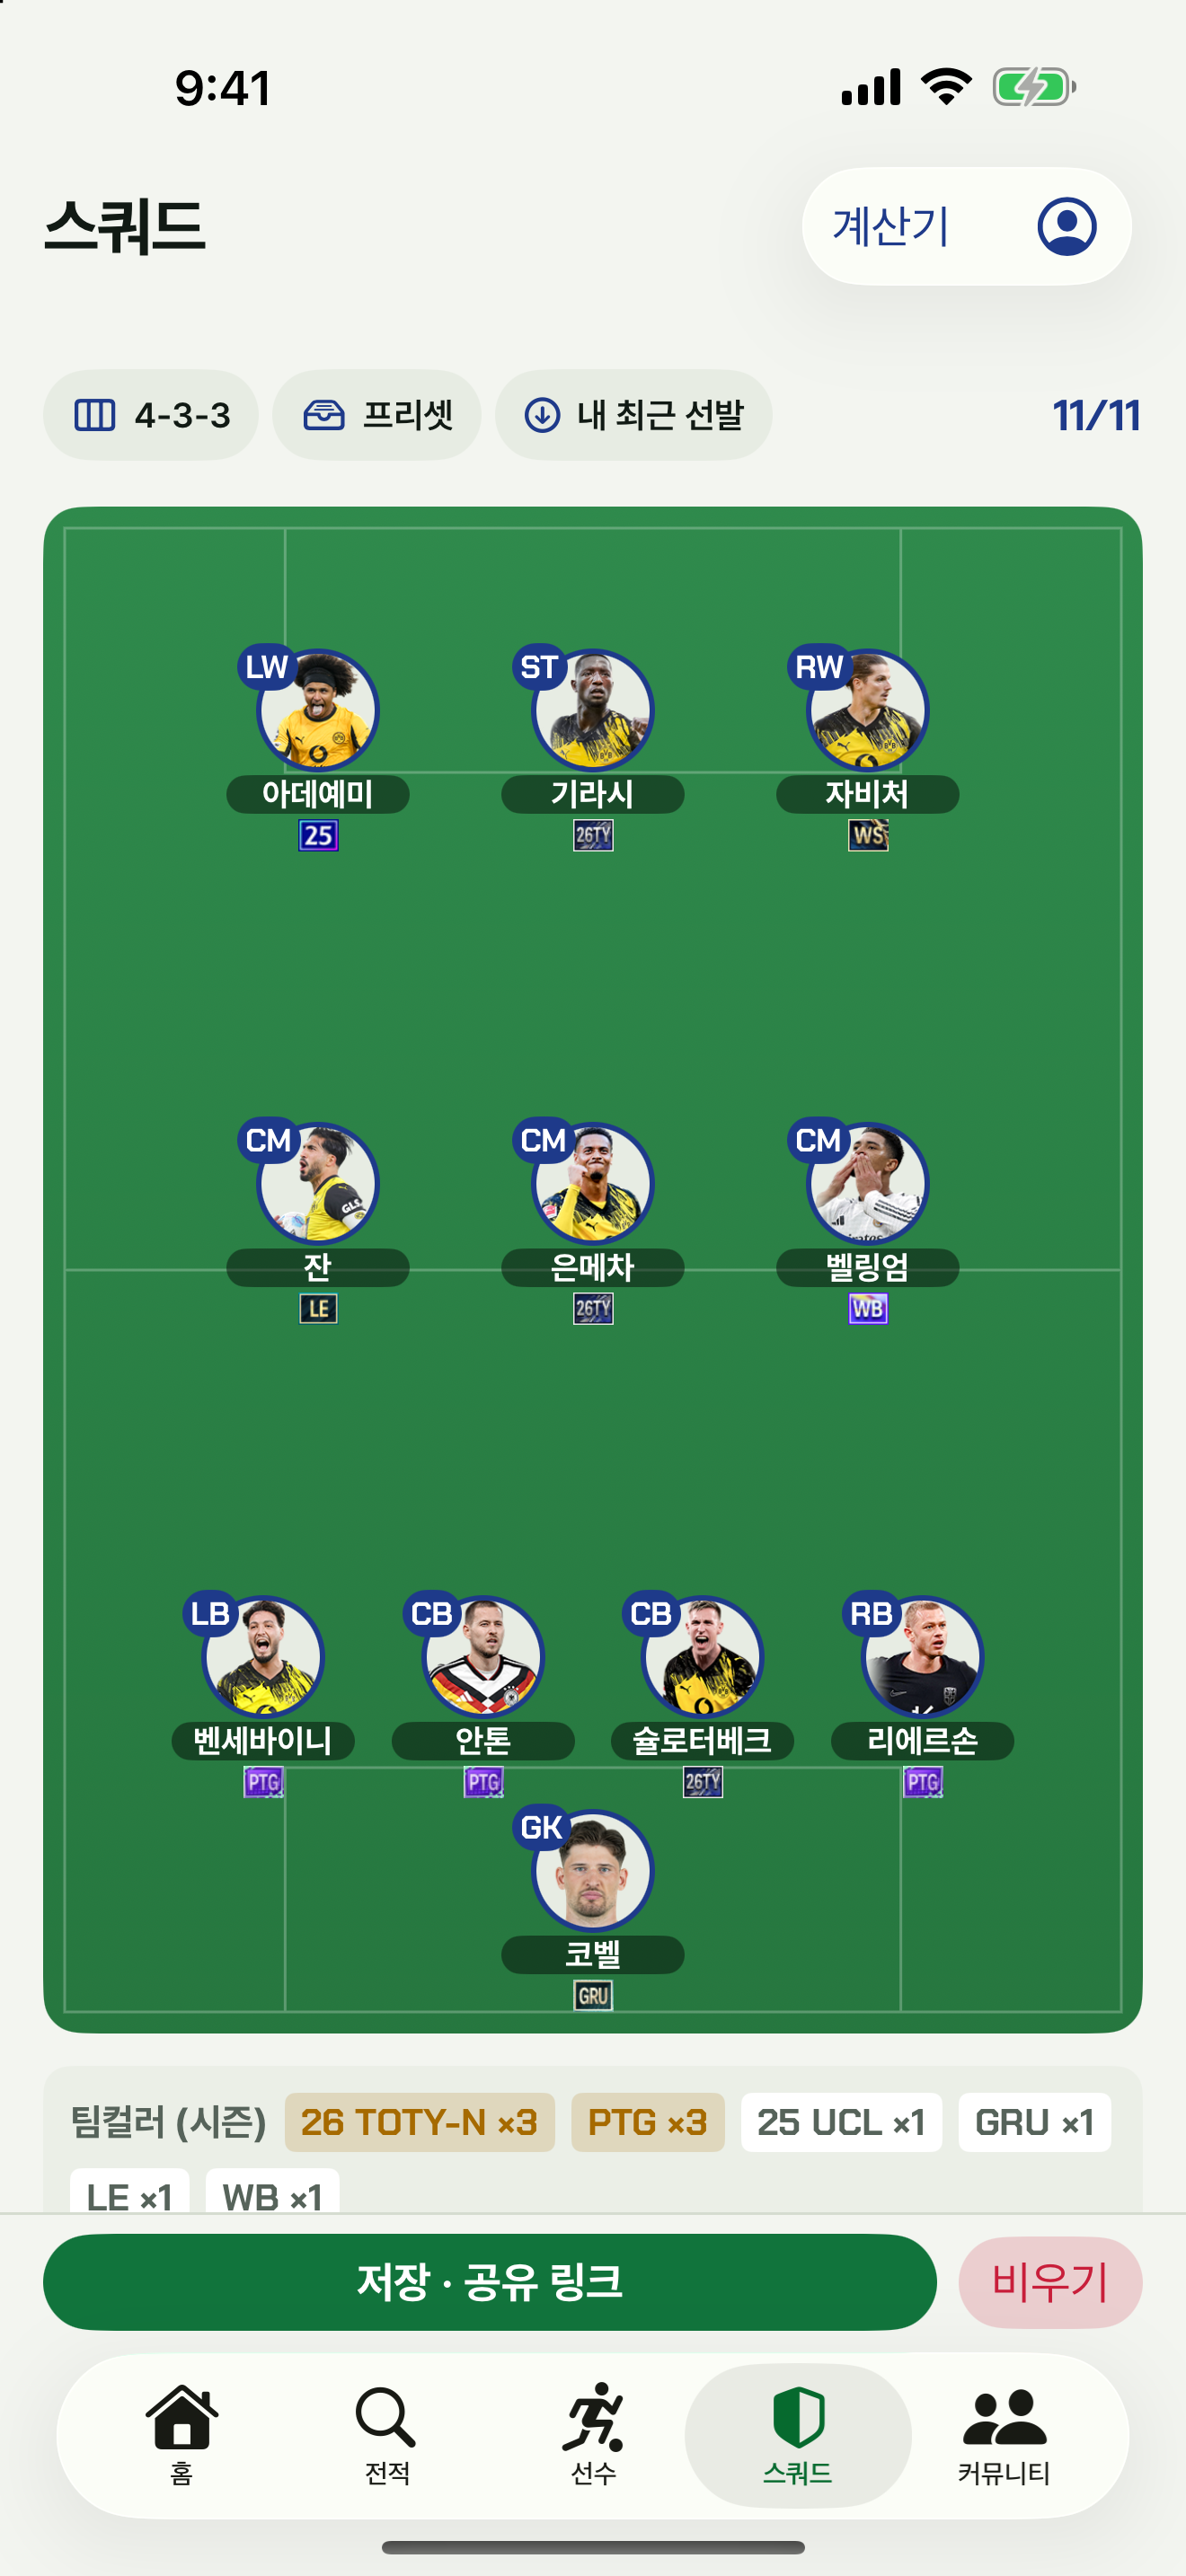 9:41
스쿼드
계산기
4-3-3
프리셋
내 최근 선발
11/11
LW
ST
RW
아데예미
기라시
자비처
25
26TY
WS
CM
CM
CM
잔
은메차
벨링엄
LE
26TY
WB
LB
CB
CB
RB
벤세바이니
안톤
슐로터베크
리에르손
PTG
PTG
26TY
PTG
GK
코벨
GRU
팀컬러 (시즌) 26 TOTY-N ×3 PTG ×3 25 UCL ×1 GRU ×1
LE ×1 WB ×1
저장 · 공유 링크
비우기
홈
전적
선수
스쿼드
커뮤니티